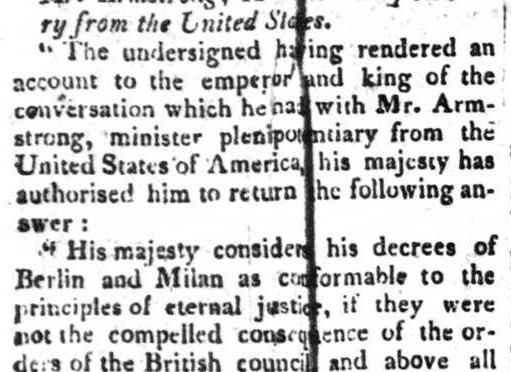 ry from the United States.
" The undersigned having rendered an
account to the emperor and king of the
conversation which he had with Mr. Arm-
strong, minister plenipotentiary from the
United States of America, his majesty has
authorised him to return the following an-
swer :
" His majesty considers his decrees of
Berlin and Milan as conformable to the
principles of eternal justice, if they were
not the compelled consequence of the or-
ders of the British council and above all